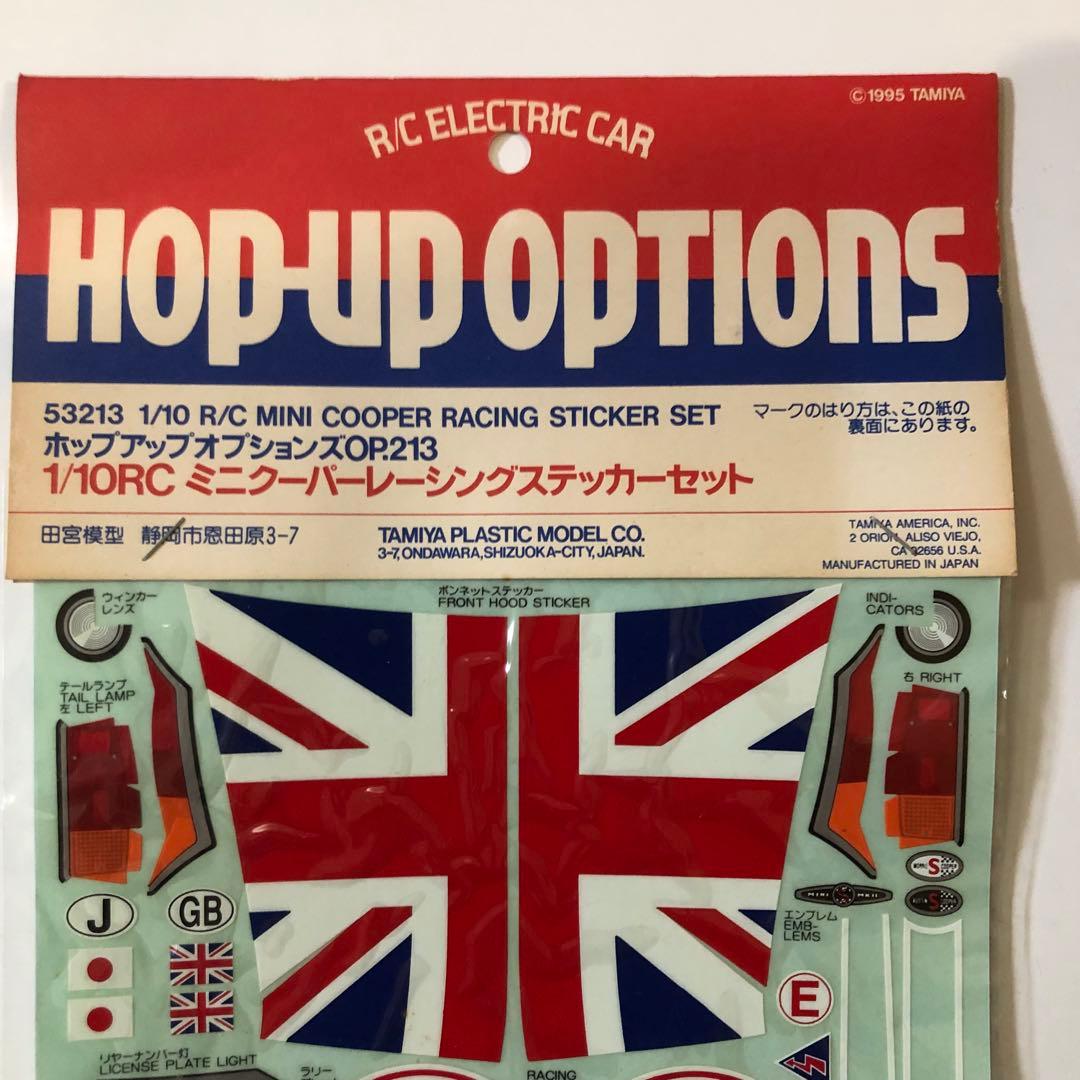 ©1995 TAMIYA
R/C ELECTRIC CAR
HOP-UP OPTIONS
53213 1/10 R/C MINI COOPER RACING STICKER SET
マークのはり方は、この紙の
裏面にあります。
ホップアップオプションズOP.213
1/10RC ミニクーパーレーシングステッカーセット
田宮模型 静岡市恩田原3-7
TAMIYA PLASTIC MODEL CO.
3-7, ONDAWARA, SHIZUOKA-CITY, JAPAN.
TAMIYA AMERICA, INC.
2 ORION, ALISO VIEJO,
CA 92656 U.S.A.
MANUFACTURED IN JAPAN
ウィンカー
レンズ
ボンネットステッカー
FRONT HOOD STICKER
INDI-
CATORS
テールランプ
TAIL LAMP
左 LEFT
右 RIGHT
S
MINI S MKII
S
J
GB
エンブレム
EMB-
LEMS
E
リヤーナンバー灯
LICENSE PLATE LIGHT
ラリー
RACING